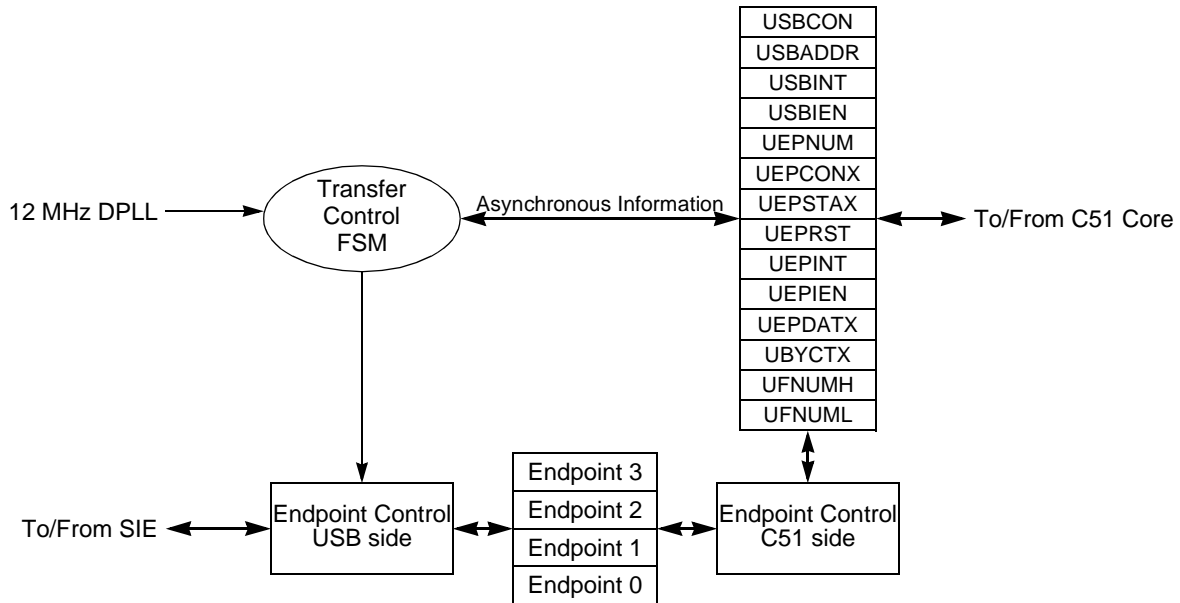 USBCON
USBADDR
USBINT
USBIEN
UEPNUM
UEPCONX
UEPSTAX
UEPRST
UEPINT
UEPIEN
UEPDATX
UBYCTX
UFNUMH
UFNUML
12 MHz DPLL
Transfer
Control
FSM
Asynchronous Information
To/From C51 Core
To/From SIE
Endpoint Control
USB side
Endpoint 3
Endpoint 2
Endpoint 1
Endpoint 0
Endpoint Control
C51 side